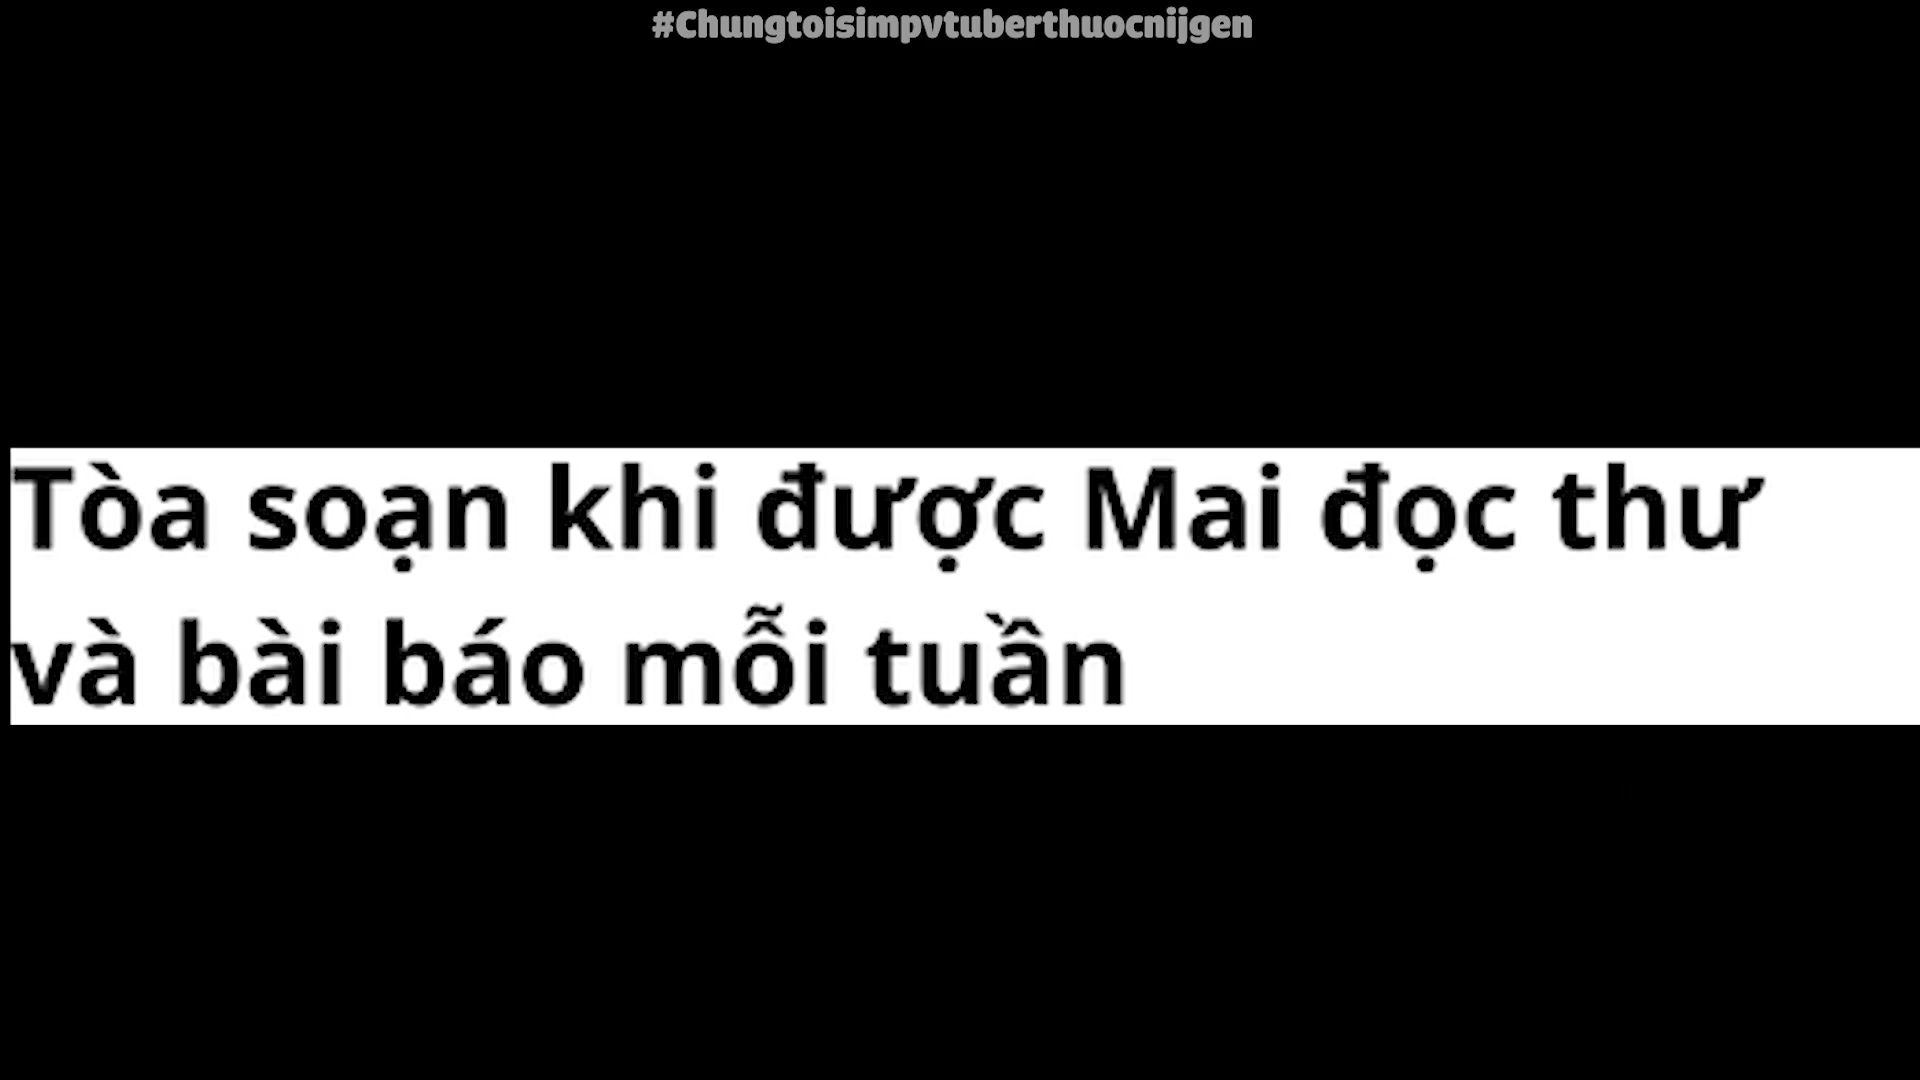 #Chungtoisimpvtuberthuocnijgen
Tòa soạn khi được Mai đọc thư
và bài báo mỗi tuần